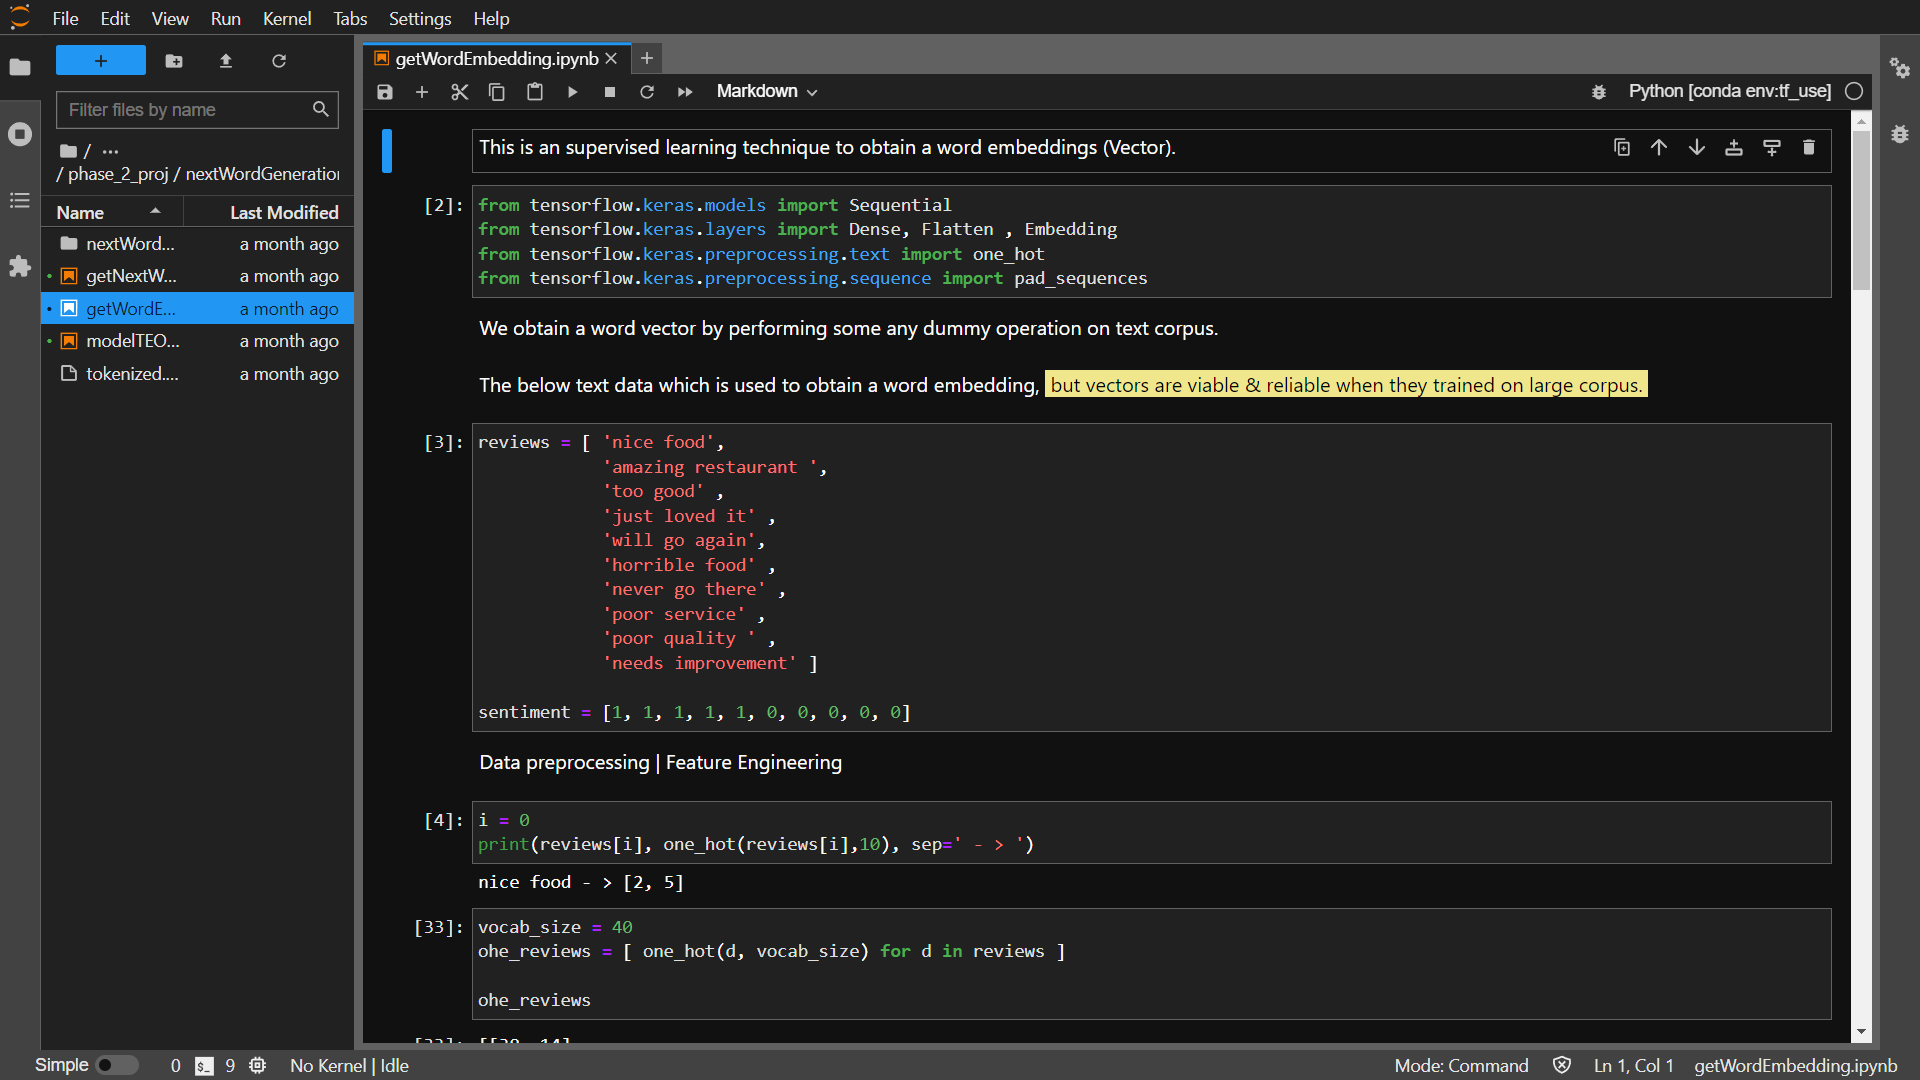 File Edit View Run Kernel Tabs Settings Help
Filter files by name
/ ···
/ phase_2_proj / nextWordGeneration
Name Last Modified
nextWord... a month ago
getNextW... a month ago
getWordE... a month ago
modelTEO... a month ago
tokenized.... a month ago
getWordEmbedding.ipynb
Markdown
Python [conda env:tf_use]
This is an supervised learning technique to obtain a word embeddings (Vector).
[2]: from tensorflow.keras.models import Sequential
from tensorflow.keras.layers import Dense, Flatten , Embedding
from tensorflow.keras.preprocessing.text import one_hot
from tensorflow.keras.preprocessing.sequence import pad_sequences
We obtain a word vector by performing some any dummy operation on text corpus.
The below text data which is used to obtain a word embedding, but vectors are viable & reliable when they trained on large corpus.
[3]: reviews = [ 'nice food',
'amazing restaurant ',
'too good' ,
'just loved it' ,
'will go again',
'horrible food' ,
'never go there' ,
'poor service' ,
'poor quality ' ,
'needs improvement' ]
sentiment = [1, 1, 1, 1, 1, 0, 0, 0, 0, 0]
Data preprocessing | Feature Engineering
[4]: i = 0
print(reviews[i], one_hot(reviews[i],10), sep=' - > ')
nice food - > [2, 5]
[33]: vocab_size = 40
ohe_reviews = [ one_hot(d, vocab_size) for d in reviews ]
ohe_reviews
Simple 0 9 No Kernel | Idle
Mode: Command Ln 1, Col 1 getWordEmbedding.ipynb